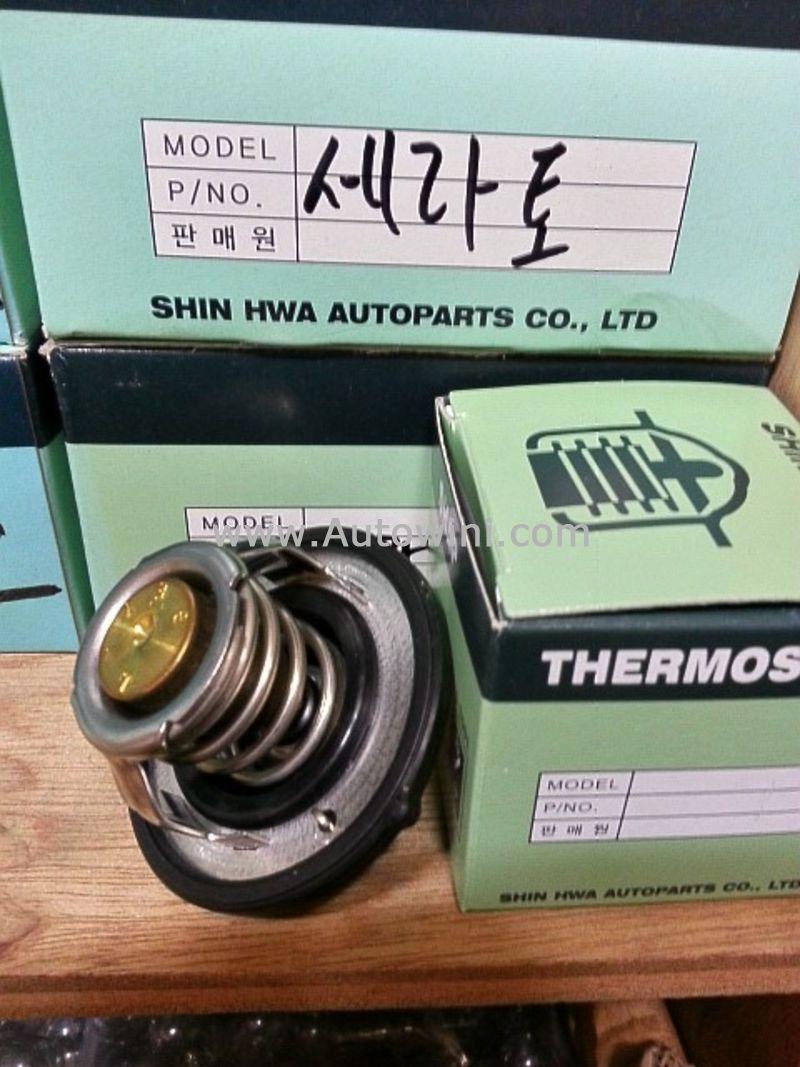 MODEL 세라토
P/NO.
판매원
SHIN HWA AUTOPARTS CO., LTD
MODEL
www.Autowini.com
THERMOS
MODEL
P/NO.
판매원
SHIN HWA AUTOPARTS CO., LTD